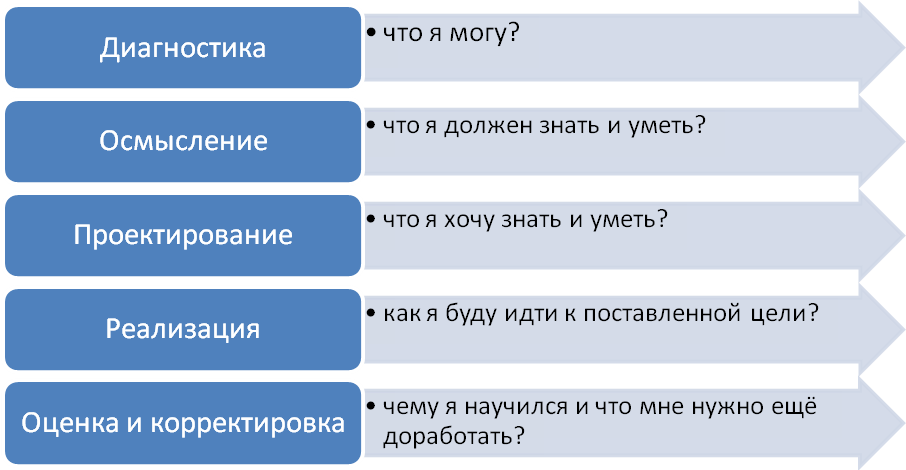 Диагностика
• что я могу?
Осмысление
• что я должен знать и уметь?
Проектирование
• что я хочу знать и уметь?
Реализация
• как я буду идти к поставленной цели?
Оценка и корректировка
• чему я научился и что мне нужно ещё
доработать?